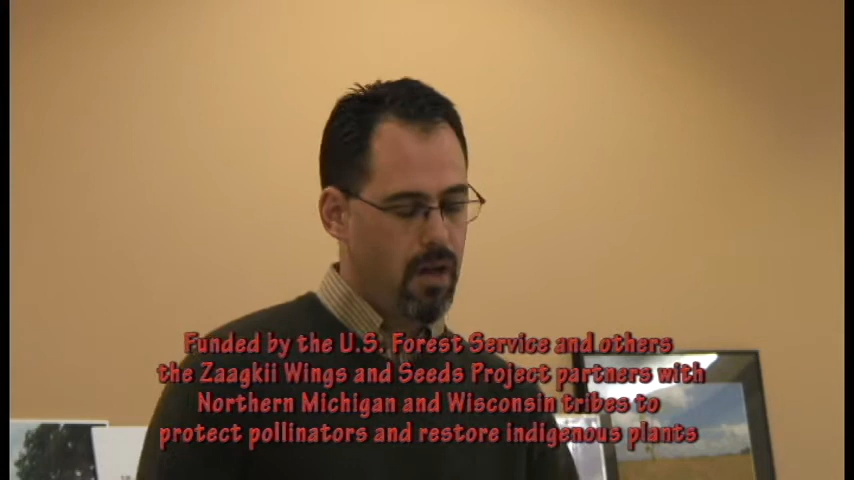 Funded by the U.S. Forest Service and others
the Zaagkii Wings and Seeds Project partners with
Northern Michigan and Wisconsin tribes to
protect pollinators and restore indigenous plants